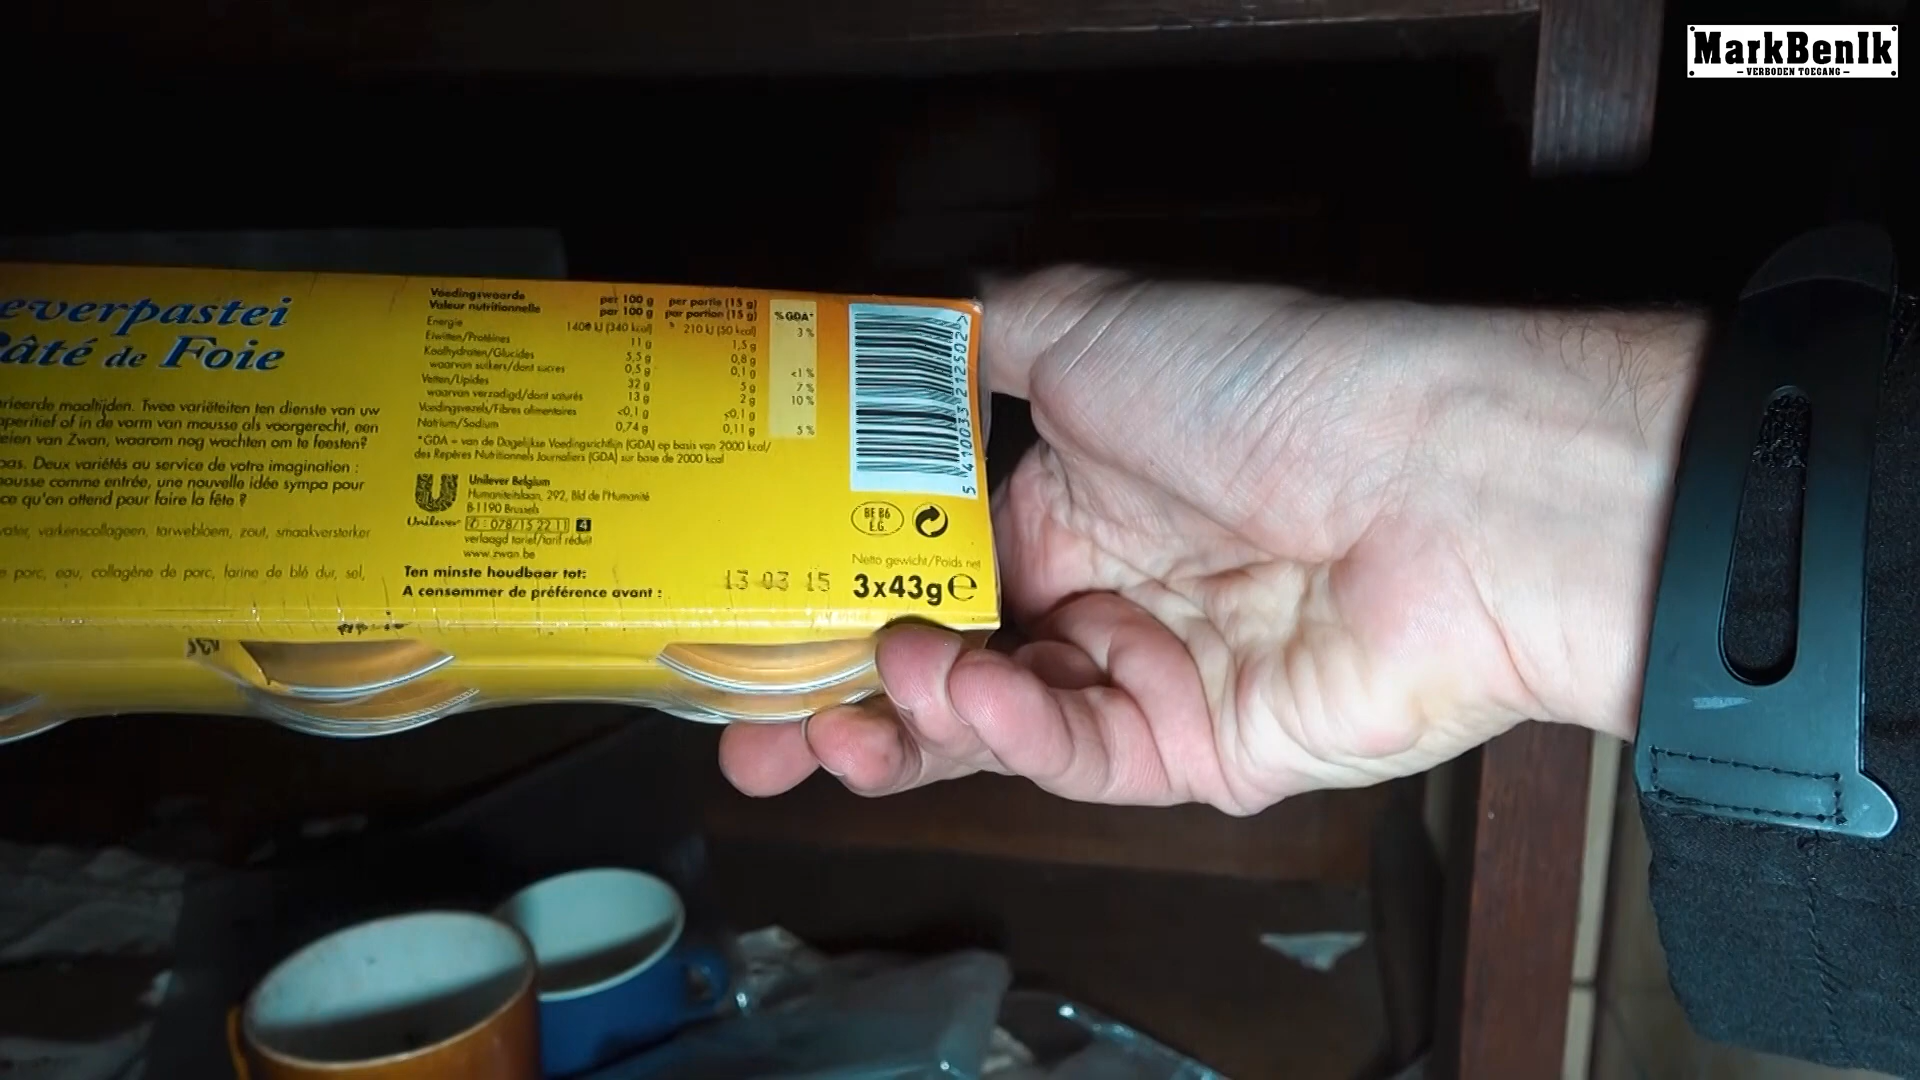 MarkBenIk
– VERBODEN TOEGANG –
everpastei
Pâté de Foie
rieerde maaltijden. Twee variëteiten ten dienste van uw
aperitief of in de vorm van mousse als voorgerecht, een
eien van Zwan, waarom nog wachten om te feesten?
pas. Deux variétés au service de votre imagination :
ousse comme entrée, une nouvelle idée sympa pour
ce qu'on attend pour faire la fête ?
water, varkenscollageen, tarwebloem, zout, smaakversterker
e porc, eau, collagène de porc, farine de blé dur, sel,
Voedingswaarde per 100 g per portie (15 g)
Valeur nutritionnelle par 100 g par portion (15 g) %GDA*
Energie 1408 kJ (340 kcal) 210 kJ (50 kcal) 3 %
Eiwitten/Protéines 11 g 1,5 g
Koolhydraten/Glucides 5,5 g 0,8 g
waarvan suikers/dont sucres 0,5 g 0,1 g <1 %
Vetten/Lipides 32 g 5 g 7 %
waarvan verzadigd/dont saturés 13 g 2 g 10 %
Voedingsvezels/Fibres alimentaires <0,1 g <0,1 g
Natrium/Sodium 0,74 g 0,11 g 5 %
*GDA = van de Dagelijkse Voedingsrichtlijn (GDA) op basis van 2000 kcal/
des Repères Nutritionnels Journaliers (GDA) sur base de 2000 kcal
Unilever
Unilever Belgium
Humaniteitslaan, 292, Bld de l'Humanité
B-1190 Brussels
✆ : 078/15 22 11 4
verlaagd tarief/tarif réduit
www.zwan.be
Ten minste houdbaar tot:
A consommer de préférence avant :
13 03 15
5 410033 212502 >
BE B6
E.G.
Netto gewicht/Poids net
3x43g e